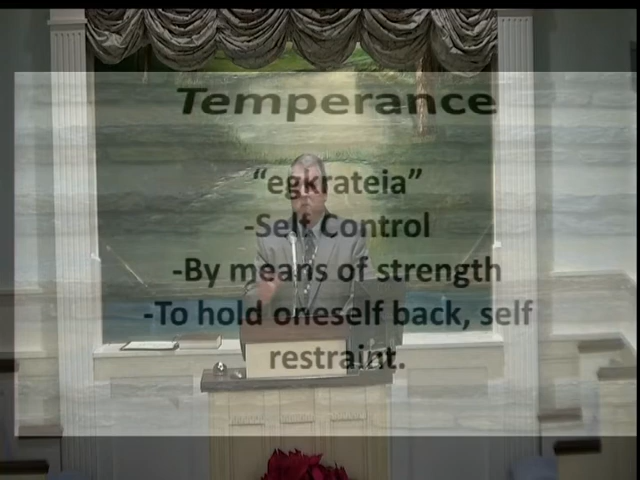 Temperance
“egkrateia”
-Self Control
-By means of strength
-To hold oneself back, self
restraint.